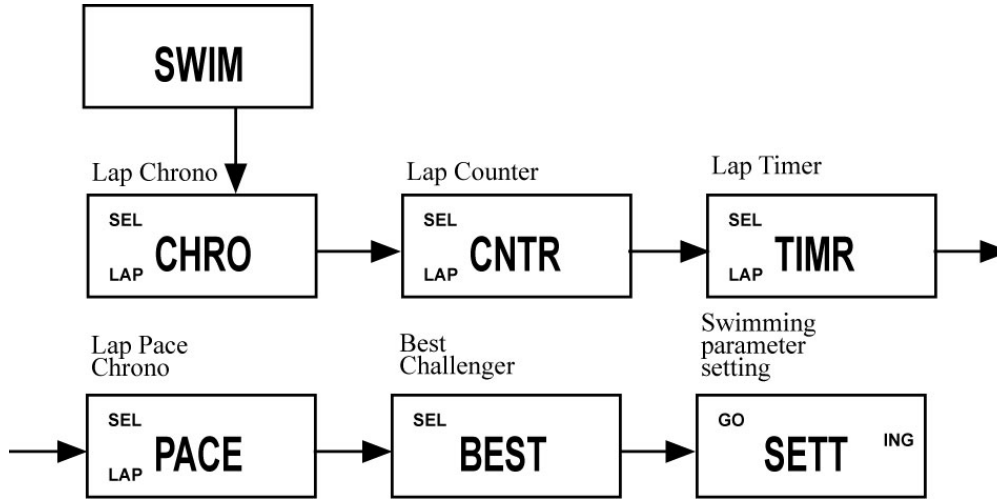 SWIM
Lap Chrono
SEL
CHRO
LAP
Lap Counter
SEL
CNTR
LAP
Lap Timer
SEL
TIMR
LAP
Lap Pace
Chrono
SEL
PACE
LAP
Best
Challenger
SEL
BEST
Swimming
parameter
setting
GO
SETT
ING